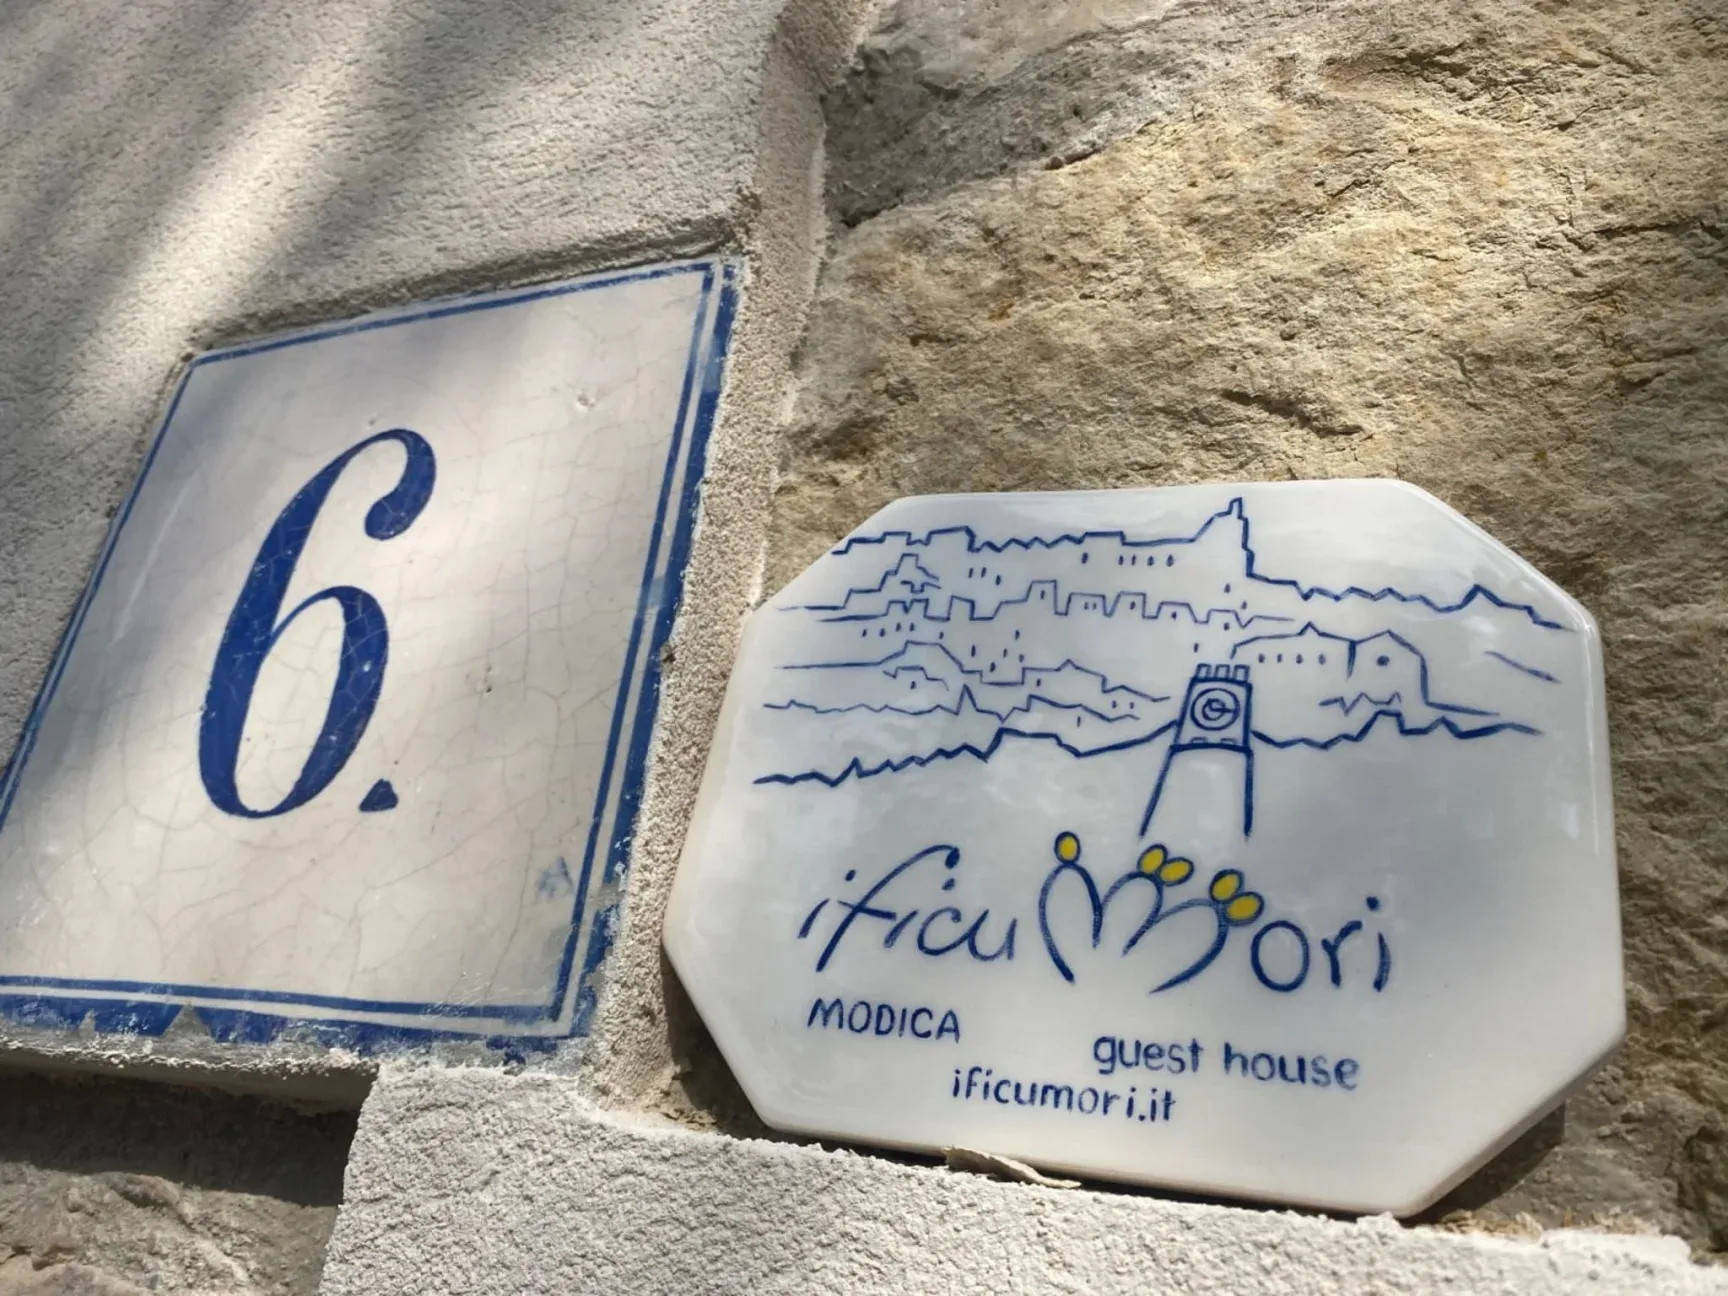 6.
ificumori
MODICA
guest house
ificumori.it